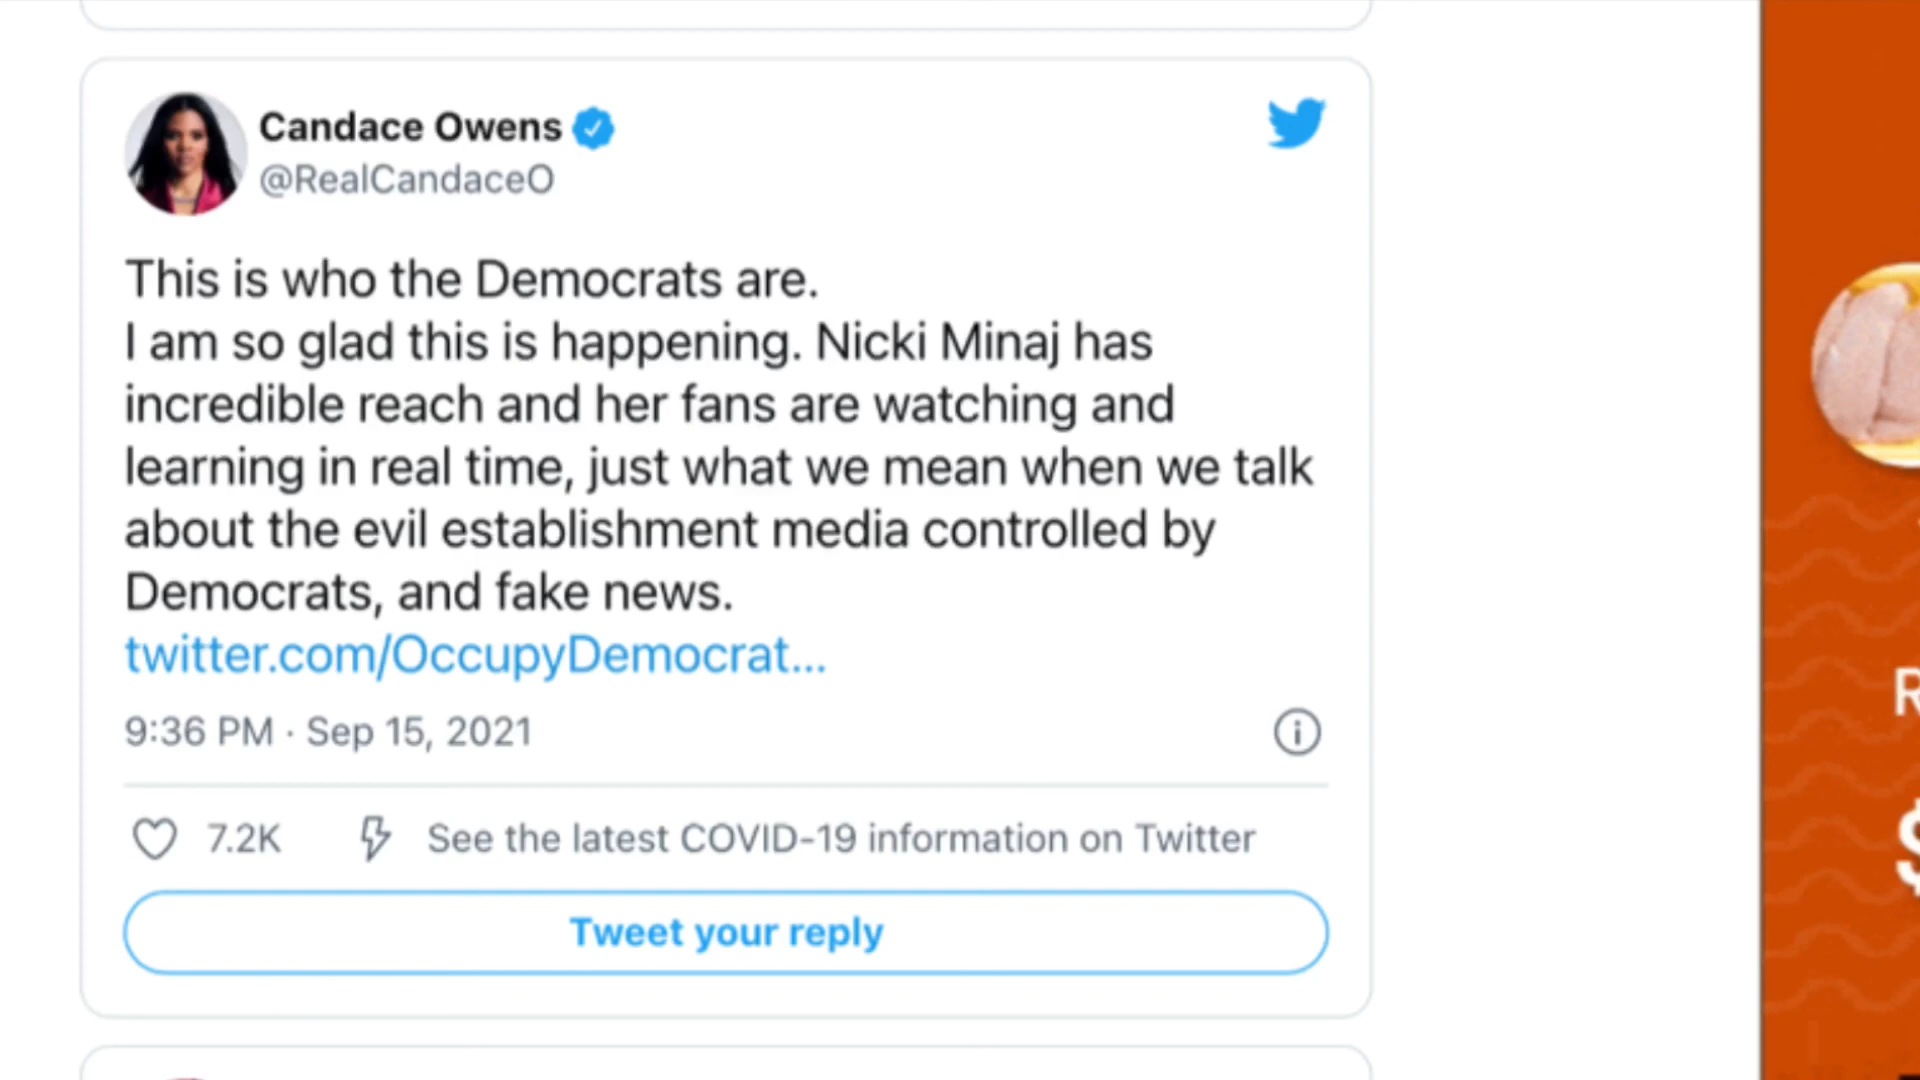 Candace Owens
@RealCandaceO
This is who the Democrats are.
I am so glad this is happening. Nicki Minaj has
incredible reach and her fans are watching and
learning in real time, just what we mean when we talk
about the evil establishment media controlled by
Democrats, and fake news.
twitter.com/OccupyDemocrat...
9:36 PM · Sep 15, 2021
7.2K See the latest COVID-19 information on Twitter
Tweet your reply
R
$